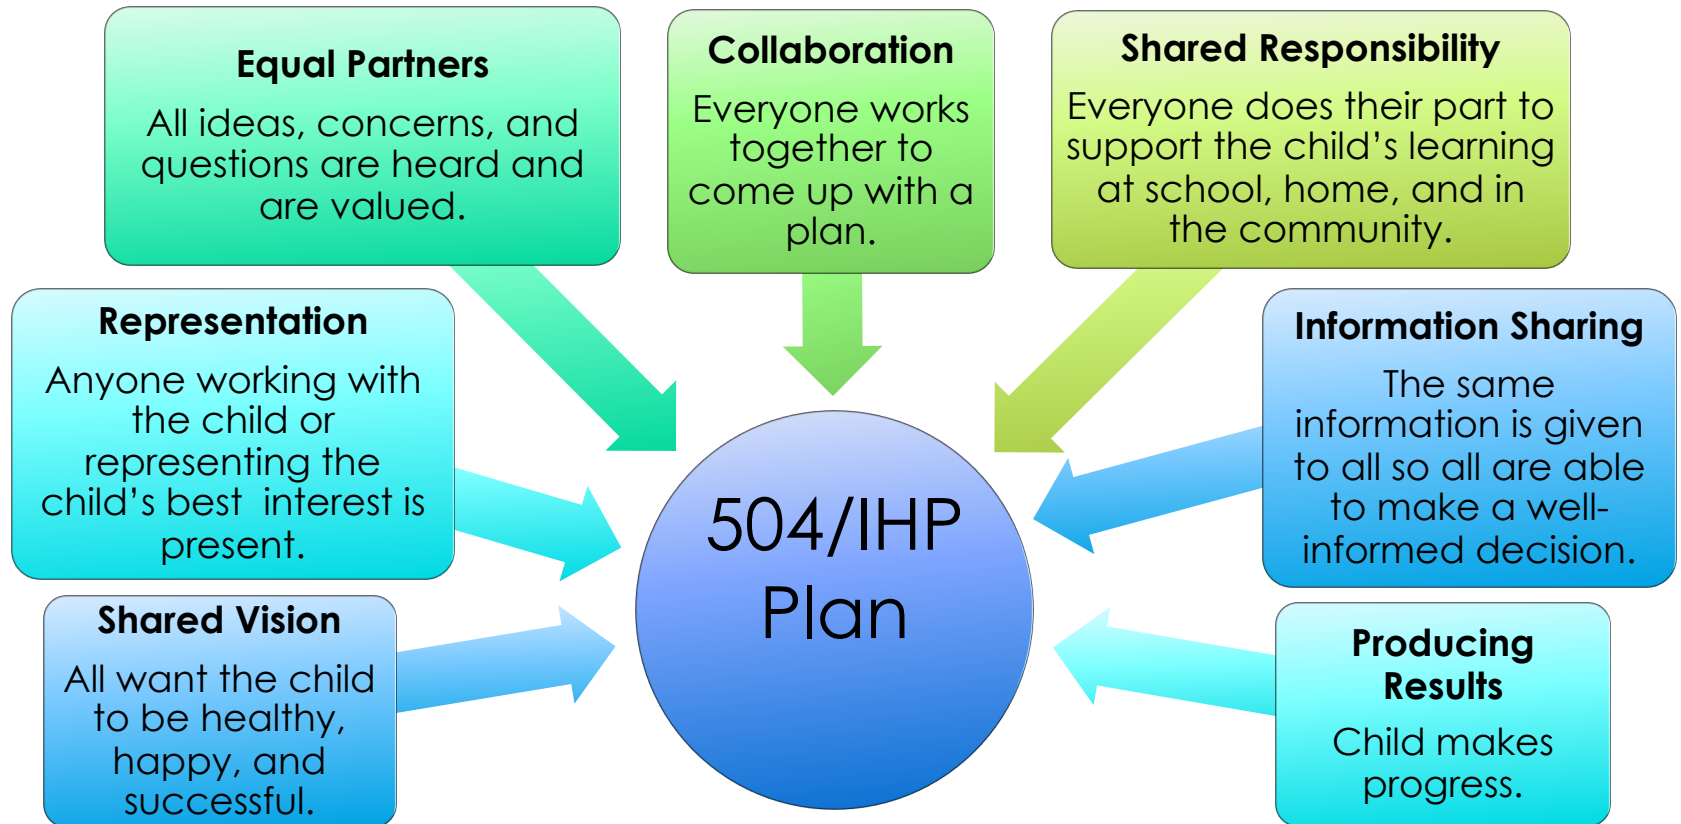 Equal Partners
All ideas, concerns, and
questions are heard and
are valued.
Collaboration
Everyone works
together to
come up with a
plan.
Shared Responsibility
Everyone does their part to
support the child’s learning
at school, home, and in
the community.
Representation
Anyone working with
the child or
representing the
child’s best  interest is
present.
Information Sharing
The same
information is given
to all so all are able
to make a well-
informed decision.
504/IHP
Plan
Shared Vision
All want the child
to be healthy,
happy, and
successful.
Producing
Results
Child makes
progress.